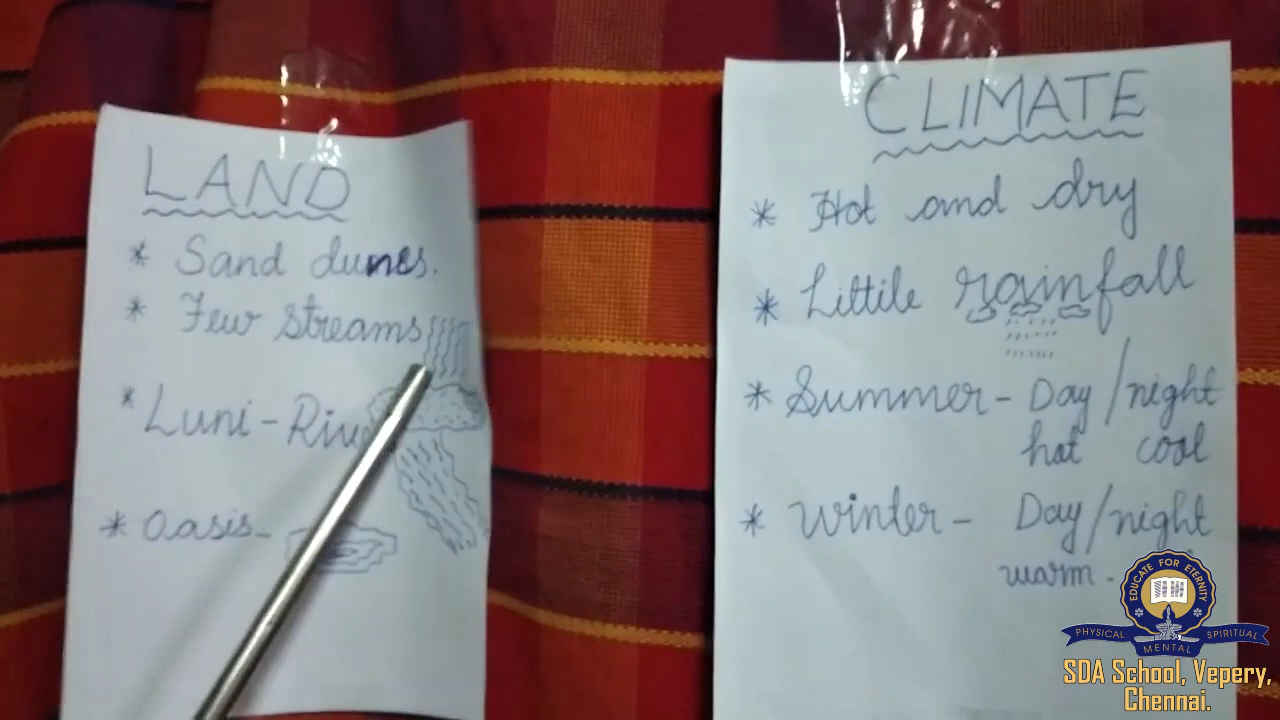 LAND
* Sand dunes.
* Few streams
* Luni - Riv
* Oasis -
CLIMATE
* Hot and dry
* Littile rainfall
* Summer - Day / night
hot cool
* Winter - Day / night
warm .
EDUCATE FOR ETERNITY
PHYSICAL MENTAL SPIRITUAL
SDA School, Vepery,
Chennai.